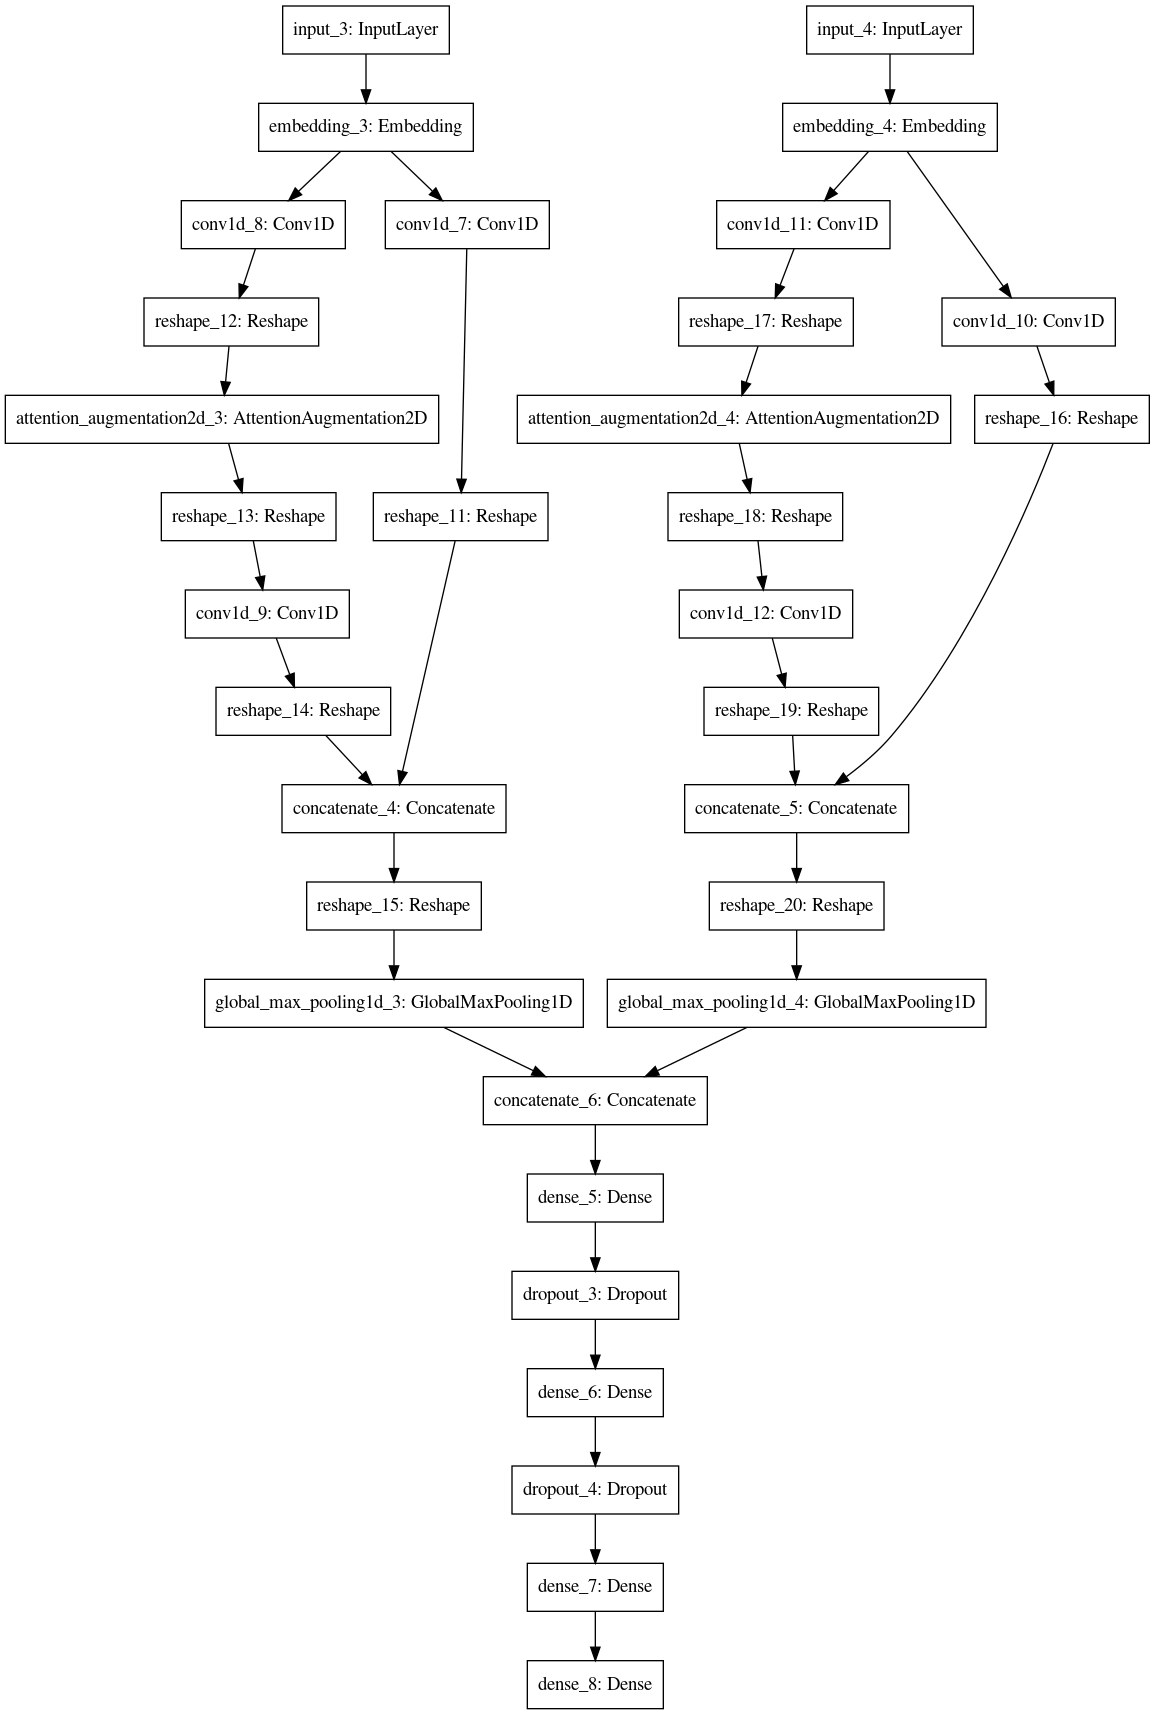 input_3: InputLayer
input_4: InputLayer
embedding_3: Embedding
embedding_4: Embedding
conv1d_8: Conv1D
conv1d_7: Conv1D
conv1d_11: Conv1D
reshape_12: Reshape
reshape_17: Reshape
conv1d_10: Conv1D
attention_augmentation2d_3: AttentionAugmentation2D
attention_augmentation2d_4: AttentionAugmentation2D
reshape_16: Reshape
reshape_13: Reshape
reshape_11: Reshape
reshape_18: Reshape
conv1d_9: Conv1D
conv1d_12: Conv1D
reshape_14: Reshape
reshape_19: Reshape
concatenate_4: Concatenate
concatenate_5: Concatenate
reshape_15: Reshape
reshape_20: Reshape
global_max_pooling1d_3: GlobalMaxPooling1D
global_max_pooling1d_4: GlobalMaxPooling1D
concatenate_6: Concatenate
dense_5: Dense
dropout_3: Dropout
dense_6: Dense
dropout_4: Dropout
dense_7: Dense
dense_8: Dense